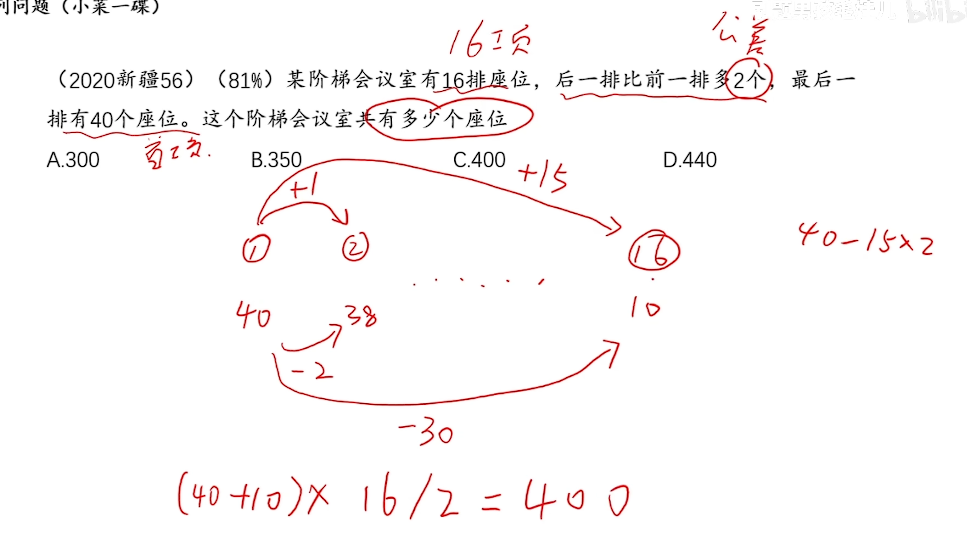 列问题（小菜一碟）
bilibili
16项
公差
（2020新疆56）（81%）某阶梯会议室有16排座位，后一排比前一排多2个，最后一
排有40个座位。这个阶梯会议室共有多少个座位
首项.
A.300 B.350 C.400 D.440
+1 +15
① ② ...... ⑯
40-15×2
40 38 10
-2
-30
(40+10)× 16/2=400